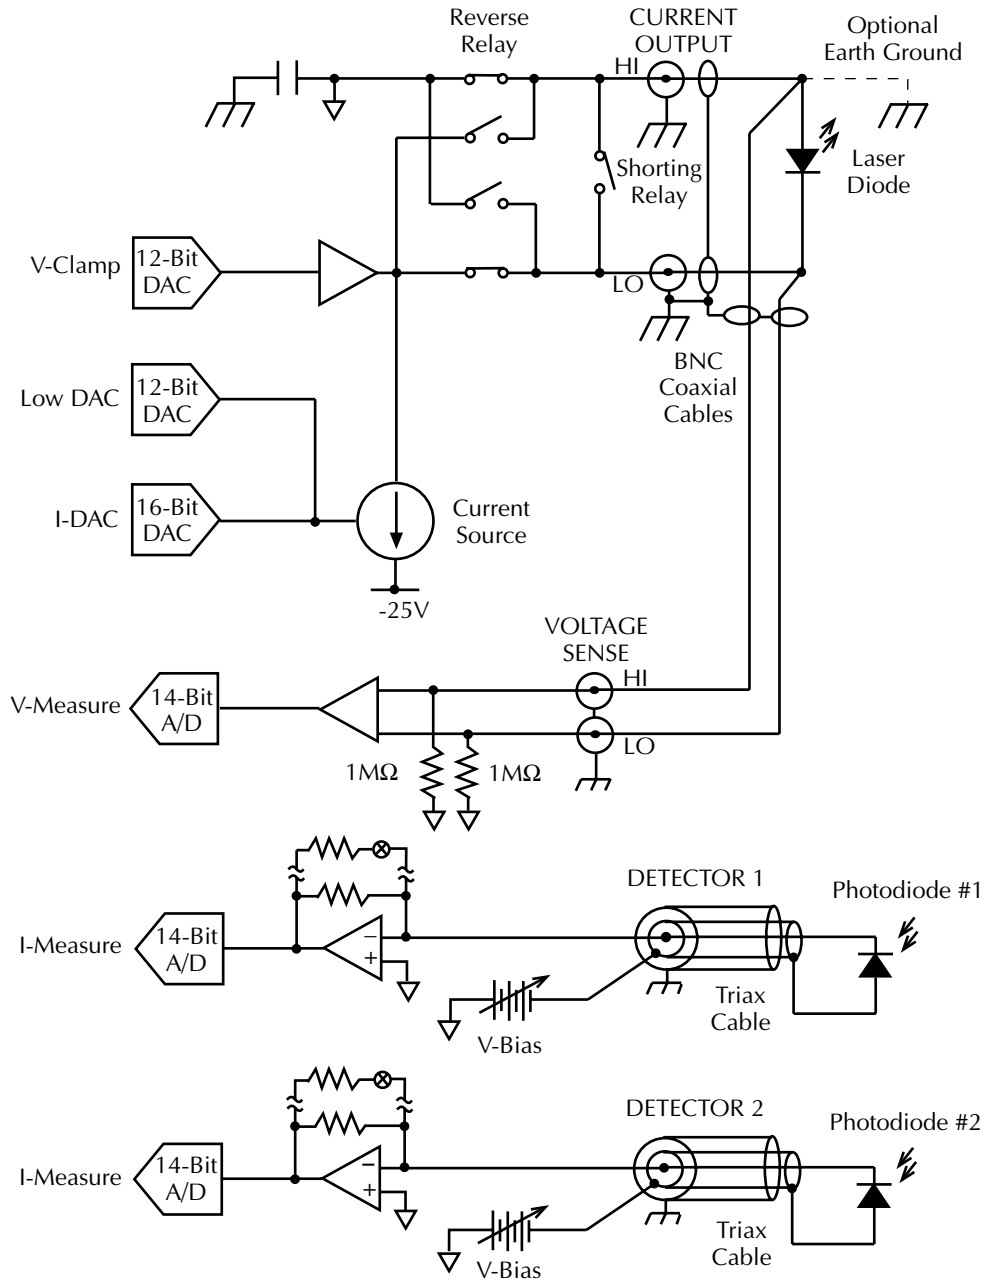 Reverse
Relay
CURRENT
OUTPUT
Optional
Earth Ground
HI
Shorting
Relay
Laser
Diode
V-Clamp
12-Bit
DAC
LO
BNC
Coaxial
Cables
Low DAC
12-Bit
DAC
I-DAC
16-Bit
DAC
Current
Source
-25V
VOLTAGE
SENSE
HI
V-Measure
14-Bit
A/D
LO
1MΩ
1MΩ
DETECTOR 1
Photodiode #1
I-Measure
14-Bit
A/D
−
+
Triax
Cable
V-Bias
DETECTOR 2
Photodiode #2
I-Measure
14-Bit
A/D
−
+
Triax
Cable
V-Bias